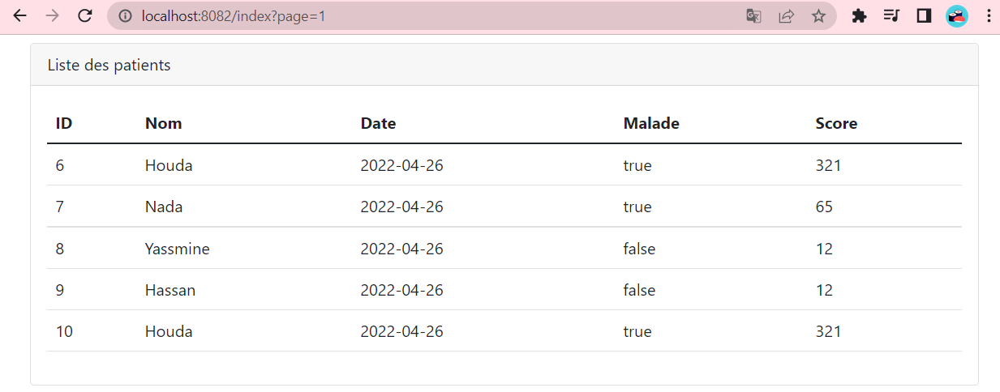 localhost:8082/index?page=1
Liste des patients
ID Nom Date Malade Score
6 Houda 2022-04-26 true 321
7 Nada 2022-04-26 true 65
8 Yassmine 2022-04-26 false 12
9 Hassan 2022-04-26 false 12
10 Houda 2022-04-26 true 321